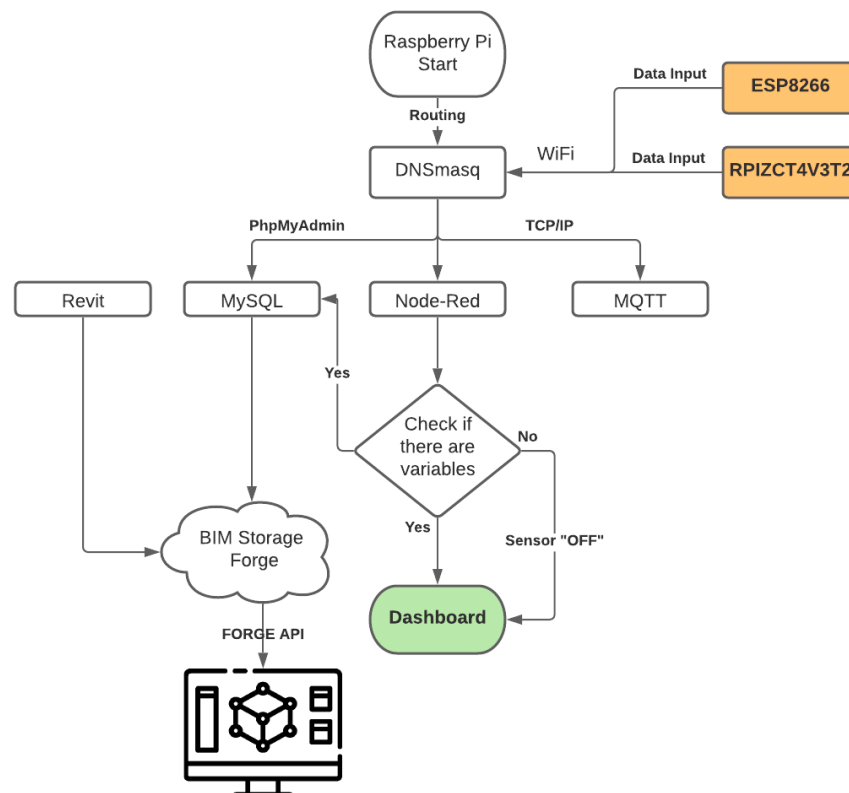 Raspberry Pi
Start
Data Input
ESP8266
Routing
WiFi
Data Input
DNSmasq
RPIZCT4V3T2
PhpMyAdmin
TCP/IP
Revit
MySQL
Node-Red
MQTT
Yes
Check if
there are
variables
No
Yes
Sensor "OFF"
BIM Storage
Forge
Dashboard
FORGE API